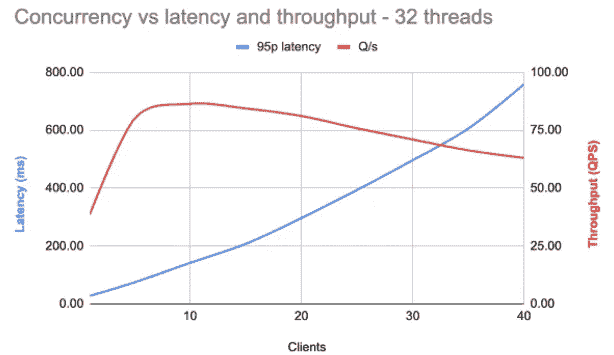 Concurrency vs latency and throughput - 32 threads
95p latency Q/s
800.00 100.00
600.00 75.00
400.00 50.00
200.00 25.00
0.00 0.00
10 20 30 40
Latency (ms)
Throughput (QPS)
Clients